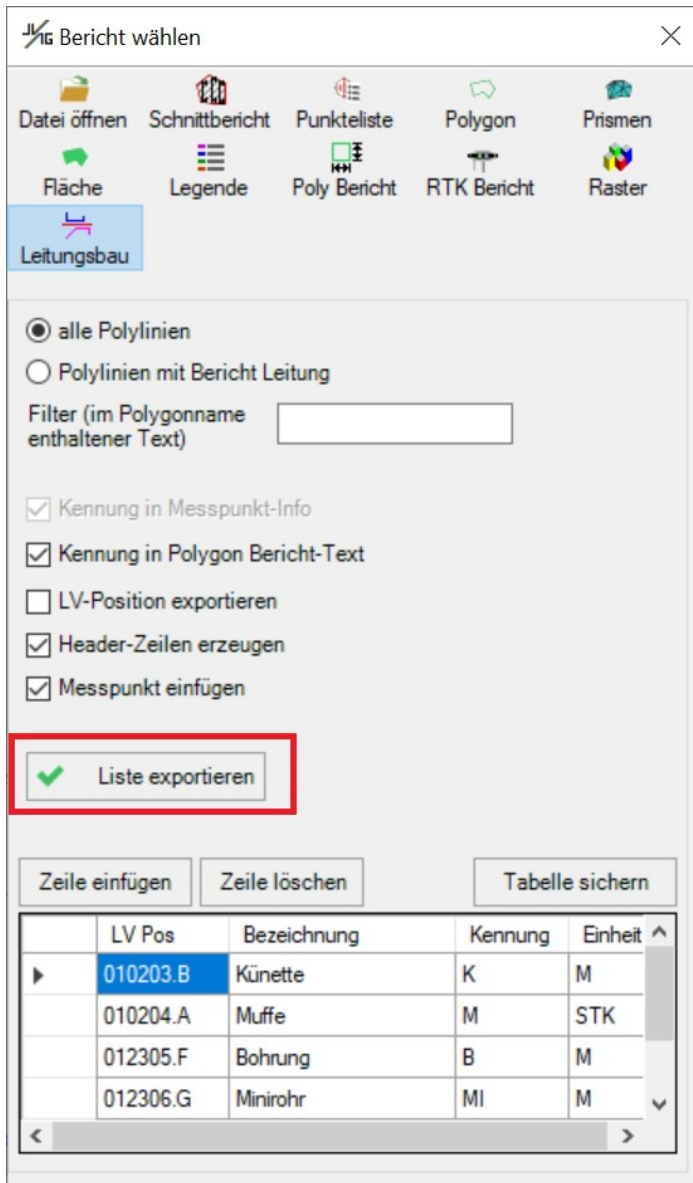 Bericht wählen
Datei öffnen Schnittbericht Punkteliste Polygon Prismen
Fläche Legende Poly Bericht RTK Bericht Raster
Leitungsbau
alle Polylinien
Polylinien mit Bericht Leitung
Filter (im Polygonname
enthaltener Text)
Kennung in Messpunkt-Info
Kennung in Polygon Bericht-Text
LV-Position exportieren
Header-Zeilen erzeugen
Messpunkt einfügen
Liste exportieren
Zeile einfügen Zeile löschen Tabelle sichern
LV Pos Bezeichnung Kennung Einheit
010203.B Künette K M
010204.A Muffe M STK
012305.F Bohrung B M
012306.G Minirohr MI M